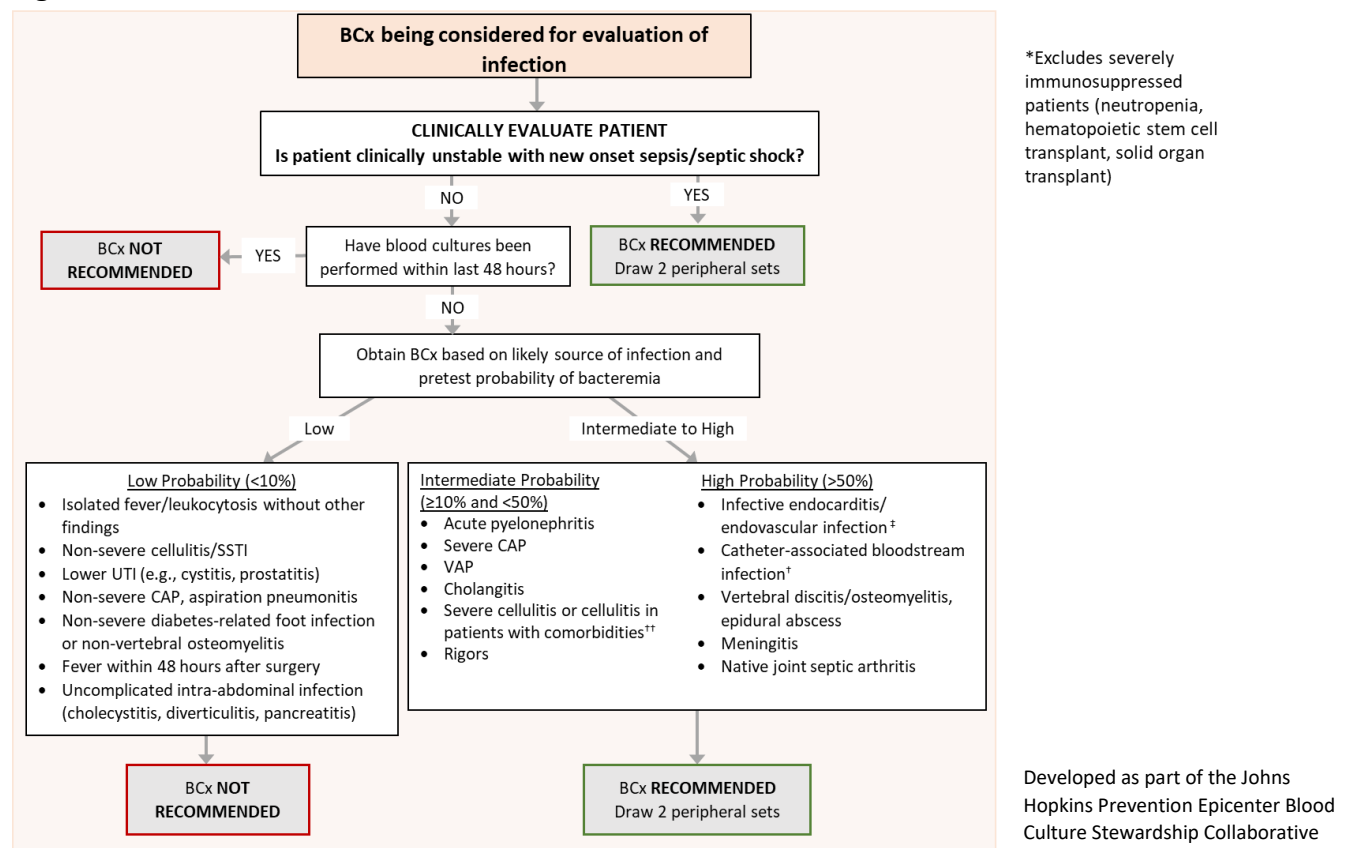 BCx being considered for evaluation of
infection
*Excludes severely
immunosuppressed
patients (neutropenia,
hematopoietic stem cell
transplant, solid organ
transplant)
CLINICALLY EVALUATE PATIENT
Is patient clinically unstable with new onset sepsis/septic shock?
NO
YES
BCx NOT
RECOMMENDED
YES
Have blood cultures been
performed within last 48 hours?
BCx RECOMMENDED
Draw 2 peripheral sets
NO
Obtain BCx based on likely source of infection and
pretest probability of bacteremia
Low
Intermediate to High
Low Probability (<10%)
• Isolated fever/leukocytosis without other
findings
• Non-severe cellulitis/SSTI
• Lower UTI (e.g., cystitis, prostatitis)
• Non-severe CAP, aspiration pneumonitis
• Non-severe diabetes-related foot infection
or non-vertebral osteomyelitis
• Fever within 48 hours after surgery
• Uncomplicated intra-abdominal infection
(cholecystitis, diverticulitis, pancreatitis)
Intermediate Probability
(≥10% and <50%)
• Acute pyelonephritis
• Severe CAP
• VAP
• Cholangitis
• Severe cellulitis or cellulitis in
patients with comorbidities††
• Rigors
High Probability (>50%)
• Infective endocarditis/
endovascular infection ‡
• Catheter-associated bloodstream
infection†
• Vertebral discitis/osteomyelitis,
epidural abscess
• Meningitis
• Native joint septic arthritis
BCx NOT
RECOMMENDED
BCx RECOMMENDED
Draw 2 peripheral sets
Developed as part of the Johns
Hopkins Prevention Epicenter Blood
Culture Stewardship Collaborative